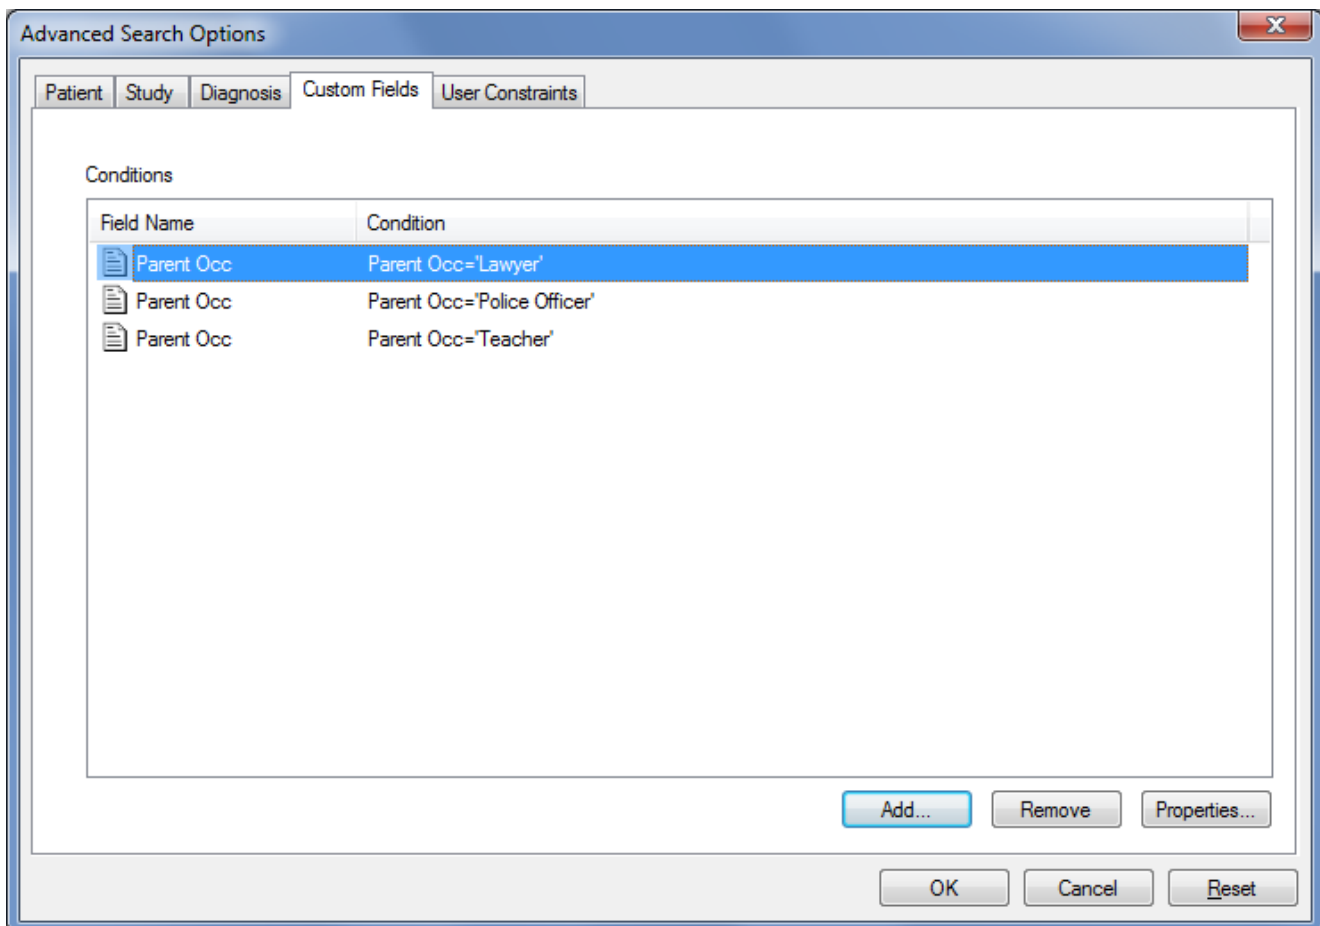 Advanced Search Options
Patient Study Diagnosis Custom Fields User Constraints
Conditions
Field Name Condition
Parent Occ Parent Occ='Lawyer'
Parent Occ Parent Occ='Police Officer'
Parent Occ Parent Occ='Teacher'
Add... Remove Properties...
OK Cancel Reset